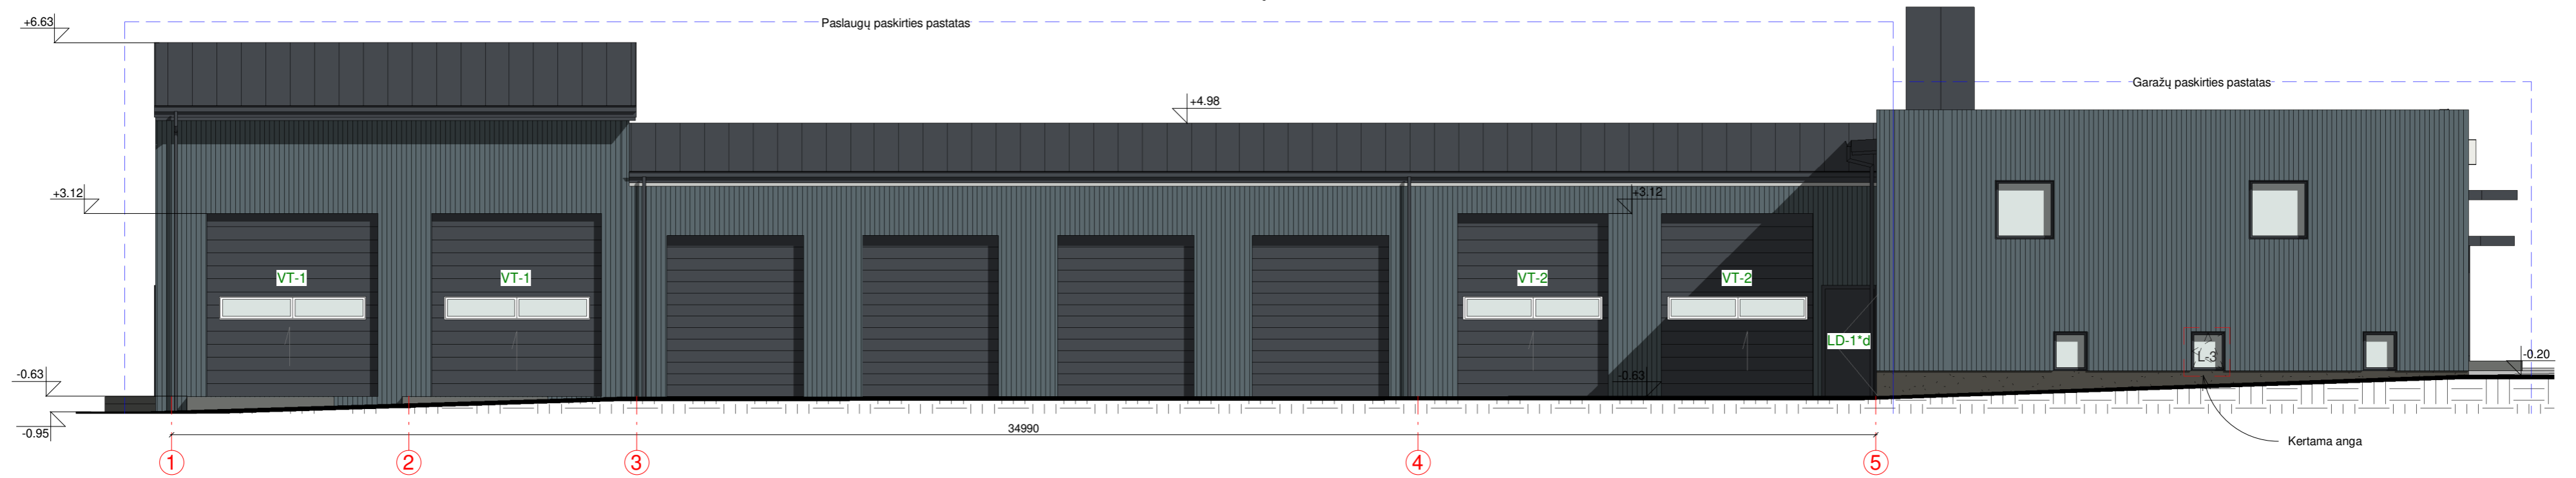 +6.63
Paslaugų paskirties pastatas
Garažų paskirties pastatas
+4.98
+3.12
+3.12
VT-1
VT-1
VT-2
VT-2
LD-1*d
L-3
-0.20
-0.63
-0.63
-0.95
34990
Kertama anga
1
2
3
4
5